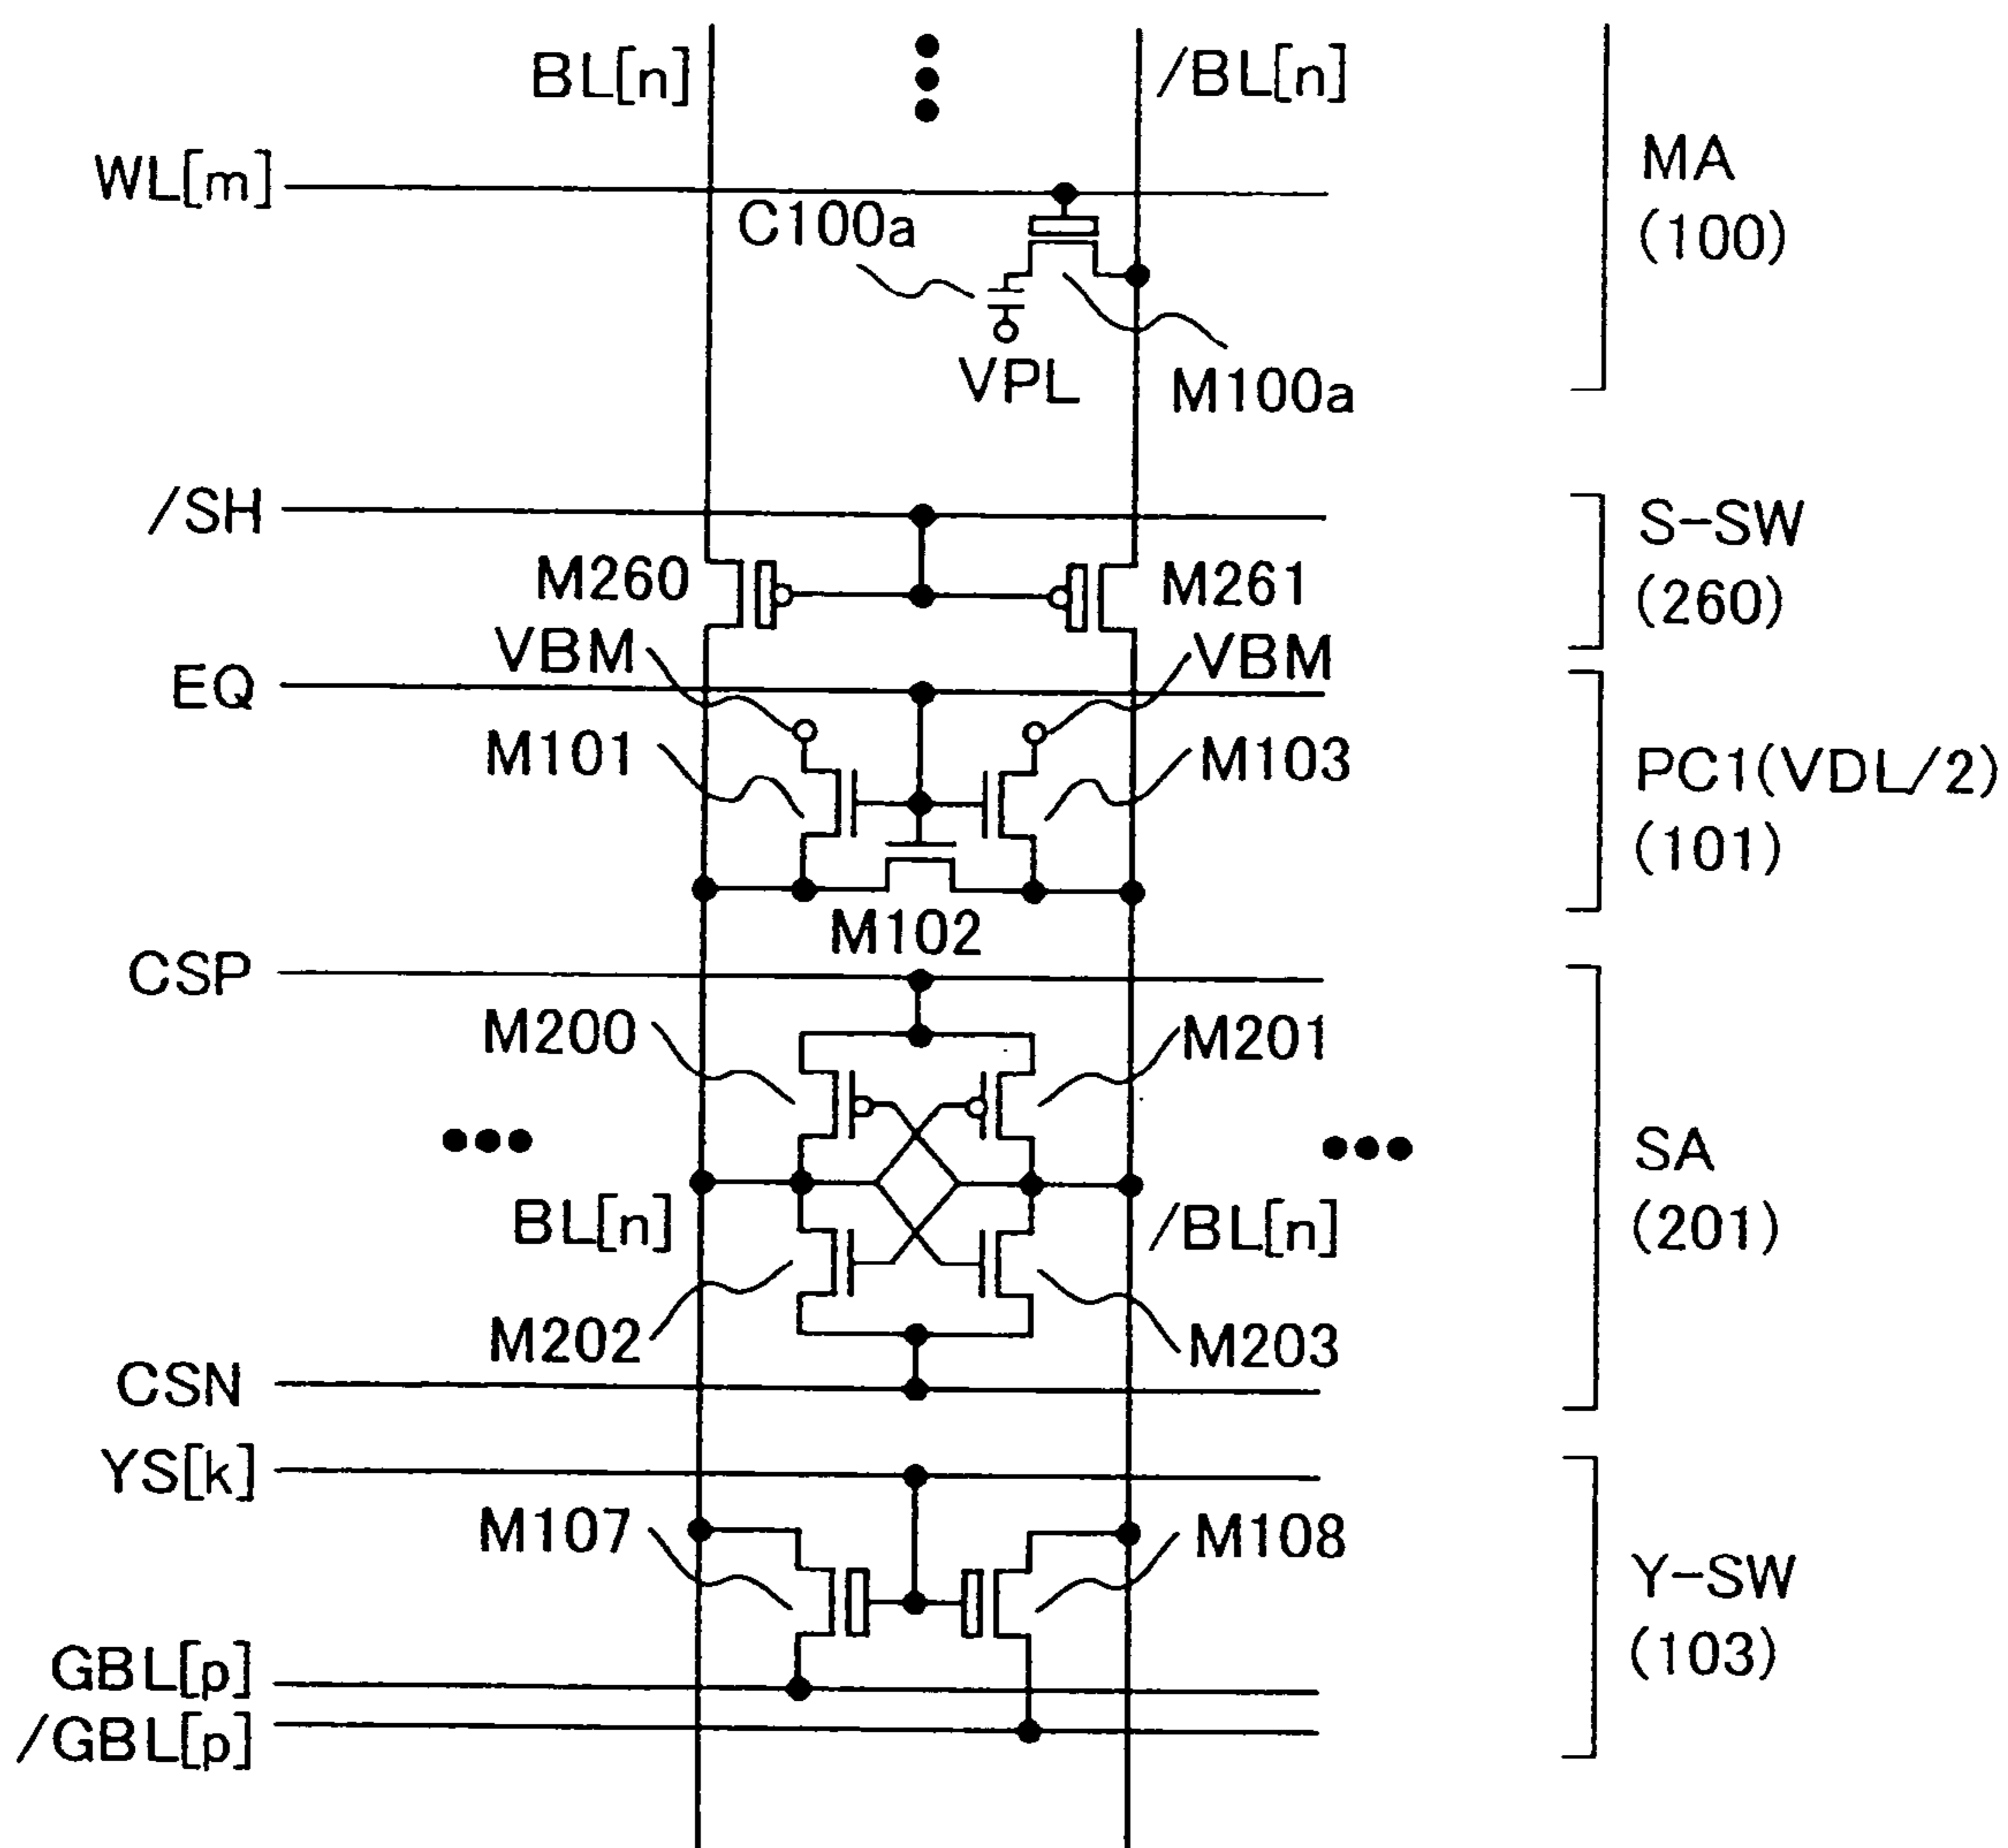 BL[n]
/BL[n]
WL[m]
C100a
VPL
M100a
MA
(100)
/SH
M260
M261
S-SW
(260)
VBM
VBM
EQ
M101
M103
M102
PC1(VDL/2)
(101)
CSP
M200
M201
BL[n]
/BL[n]
M202
M203
SA
(201)
CSN
YS[k]
M107
M108
Y-SW
(103)
GBL[p]
/GBL[p]